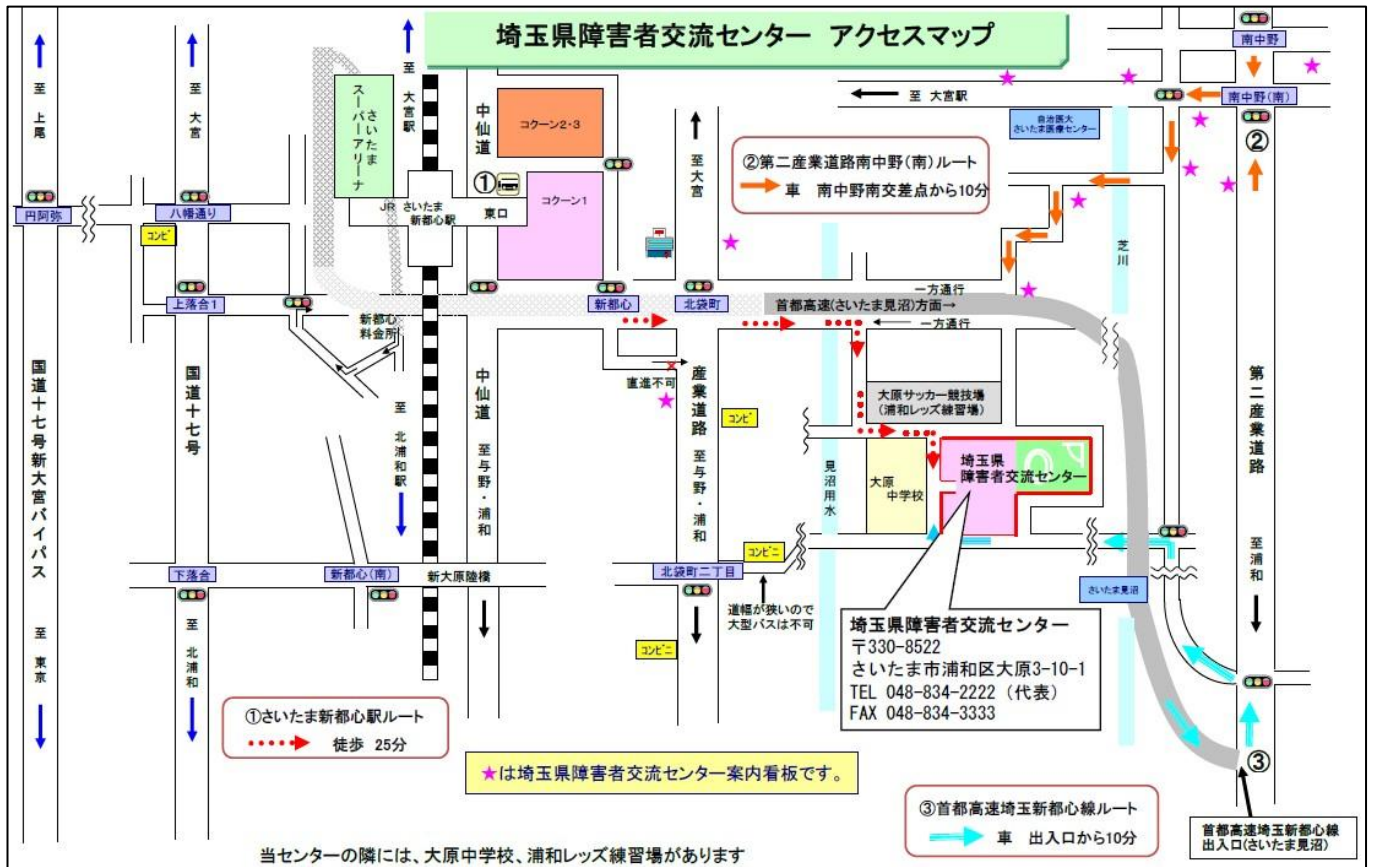 埼玉県障害者交流センター アクセスマップ
至 上尾
至 大宮
至 大宮駅
さいたま
スーパーアリーナ
中仙道
コクーン2・3
至大宮
← 至 大宮駅
自治医大
さいたま医療センター
南中野
南中野(南)
②
②第二産業道路南中野(南)ルート
車 南中野南交差点から10分
①
コクーン1
JR さいたま
新都心駅
東口
円阿弥
八幡通り
コンビ
芝川
上落合1
新都心
北袋町
首都高速(さいたま見沼)方面→
一方通行
← 一方通行
新都心
料金所
直進不可
国道十七号新大宮バイパス
国道十七号
至 北浦和駅
中仙道
至与野・浦和
産業道路
至与野・浦和
コンビ
大原サッカー競技場
(浦和レッズ練習場)
第二産業道路
見沼用水
大原
中学校
埼玉県
障害者交流センター
コンビニ
至浦和
下落合
新都心(南)
新大原陸橋
北袋町二丁目
さいたま見沼
道幅が狭いので
大型バスは不可
至 東京
至 北浦和
コンビニ
埼玉県障害者交流センター
〒330-8522
さいたま市浦和区大原3-10-1
TEL 048-834-2222 (代表)
FAX 048-834-3333
①さいたま新都心駅ルート
徒歩 25分
★は埼玉県障害者交流センター案内看板です。
③
③首都高速埼玉新都心線ルート
車 出入口から10分
首都高速埼玉新都心線
出入口(さいたま見沼)
当センターの隣には、大原中学校、浦和レッズ練習場があります